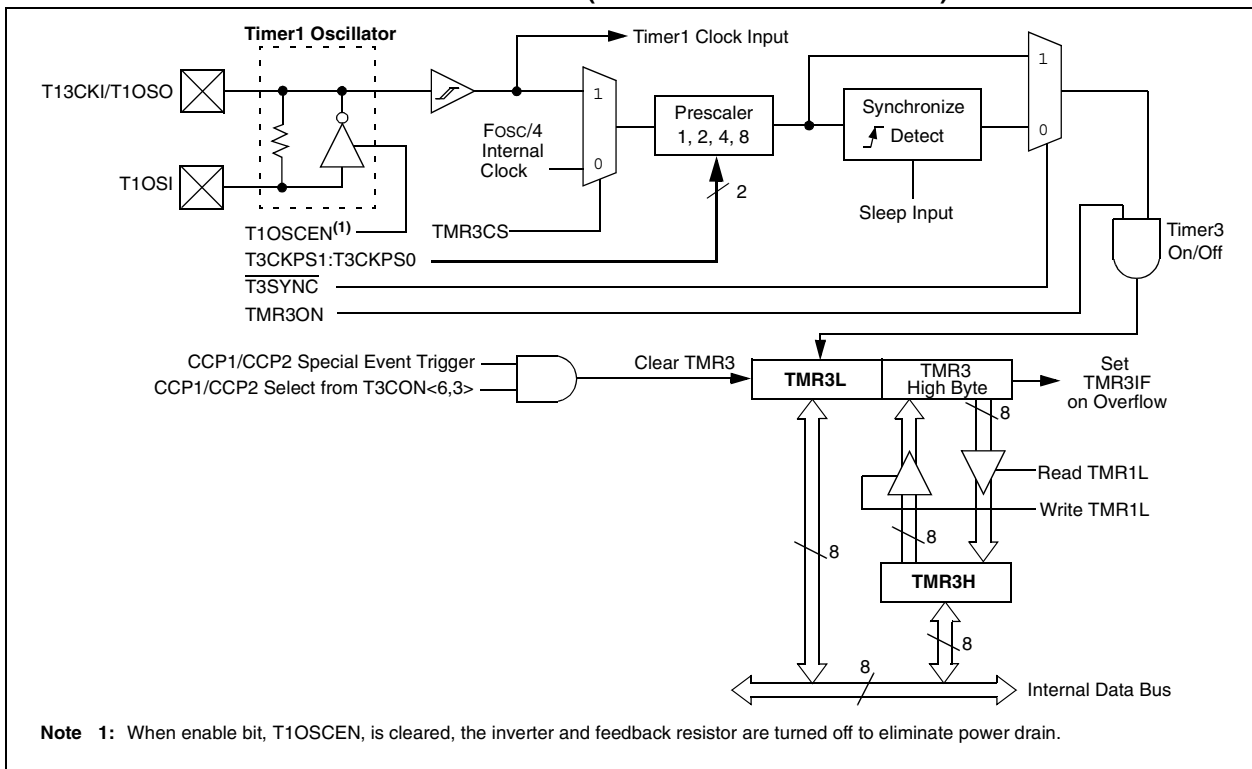 Timer1 Oscillator
Timer1 Clock Input
T13CKI/T1OSO
1
1
Prescaler
1, 2, 4, 8
Synchronize
Detect
FOSC/4
Internal
Clock
0
0
T1OSI
2
Sleep Input
T1OSCEN(1)
TMR3CS
Timer3
On/Off
T3CKPS1:T3CKPS0
T3SYNC
TMR3ON
CCP1/CCP2 Special Event Trigger
CCP1/CCP2 Select from T3CON<6,3>
Clear TMR3
TMR3L
TMR3
High Byte
Set
TMR3IF
on Overflow
8
Read TMR1L
Write TMR1L
8
8
TMR3H
8
8
Internal Data Bus
Note 1: When enable bit, T1OSCEN, is cleared, the inverter and feedback resistor are turned off to eliminate power drain.